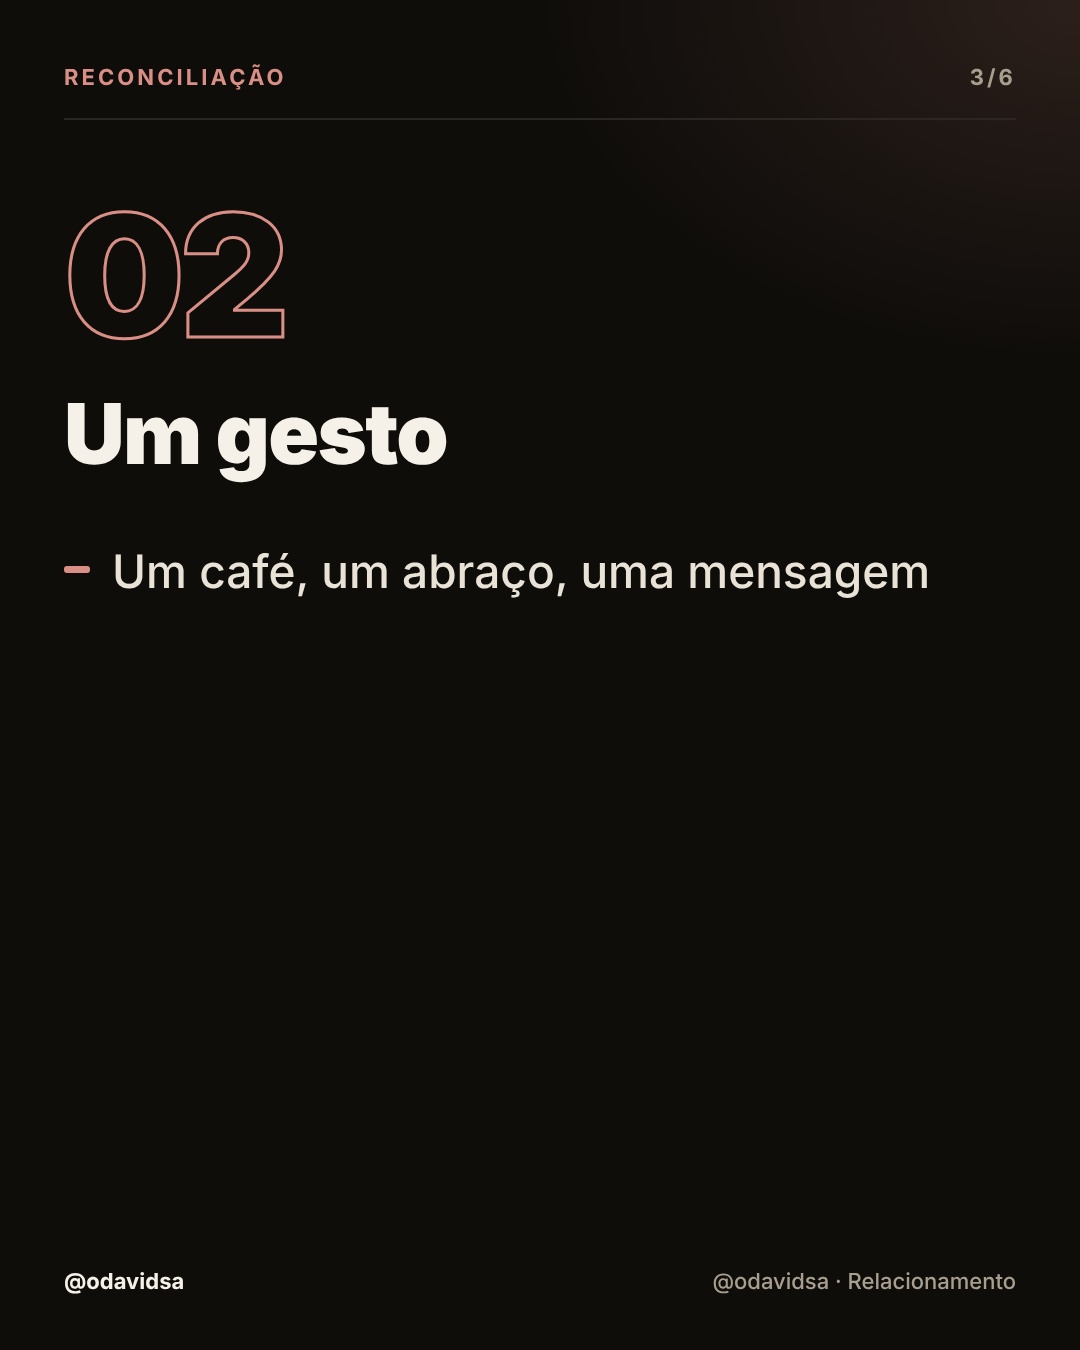 RECONCILIAÇÃO
3/6
02
Um gesto
Um café, um abraço, uma mensagem
@odavidsa
@odavidsa · Relacionamento